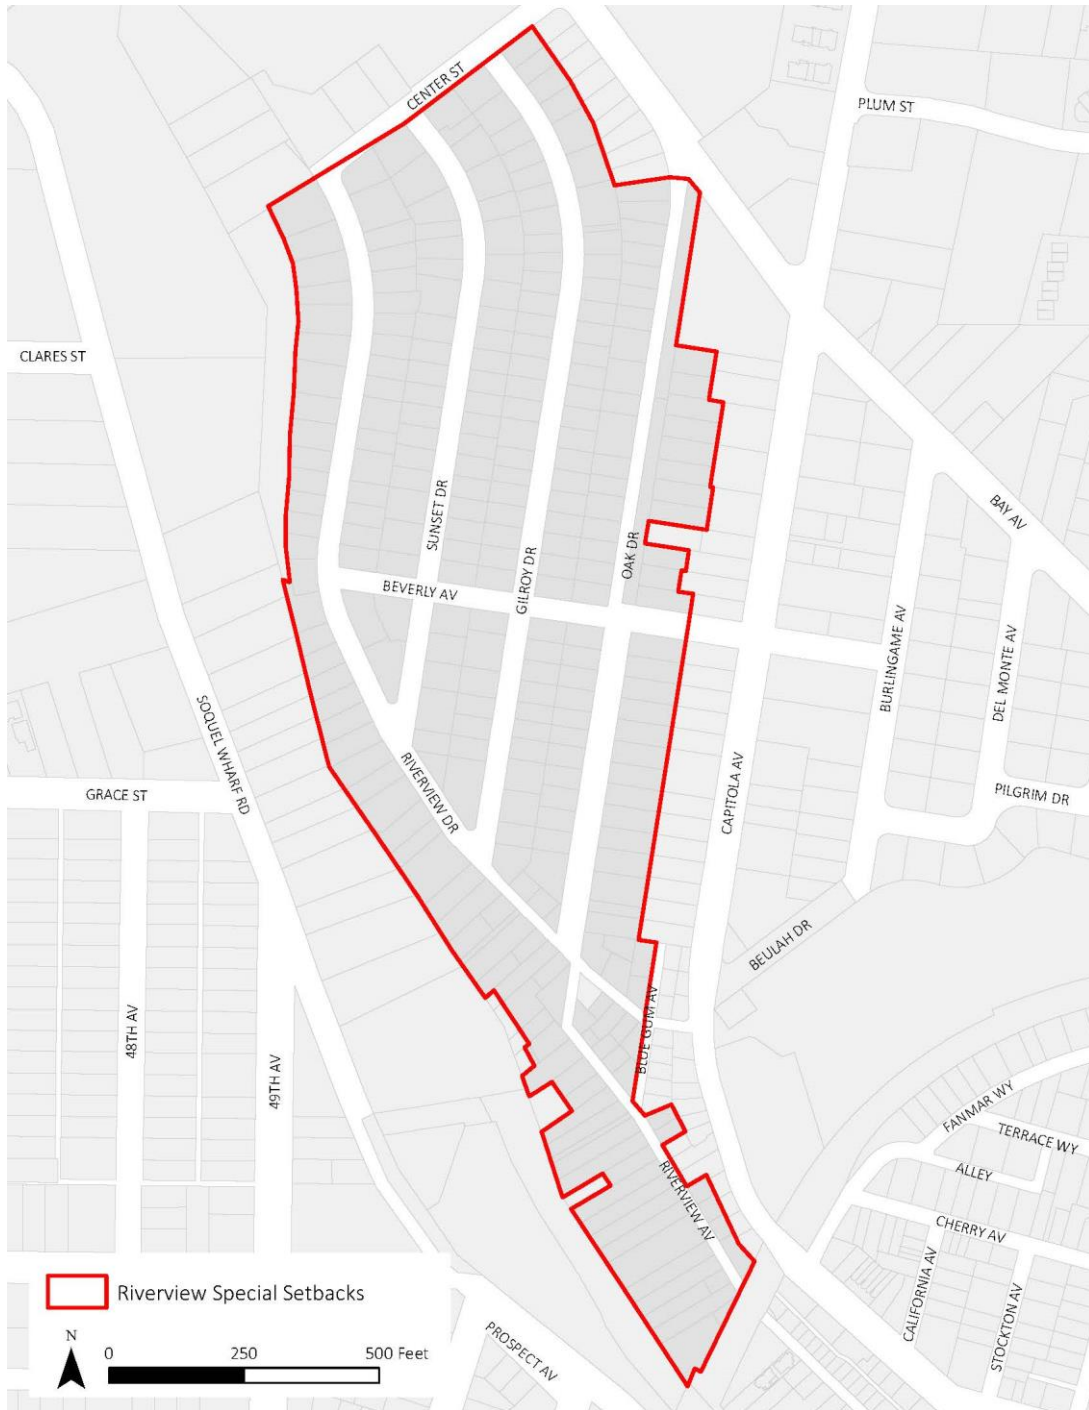 CENTER ST
PLUM ST
CLARES ST
SUNSET DR
GILROY DR
OAK DR
BAY AV
BEVERLY AV
BURLINGAME AV
DEL MONTE AV
SOQUEL WHARF RD
RIVERVIEW DR
CAPITOLA AV
GRACE ST
PILGRIM DR
BEULAH DR
48TH AV
49TH AV
BLUE GUM AV
FANMAR WY
TERRACE WY
ALLEY
RIVERVIEW AV
CHERRY AV
CALIFORNIA AV
STOCKTON AV
PROSPECT AV
Riverview Special Setbacks
N
0 250 500 Feet